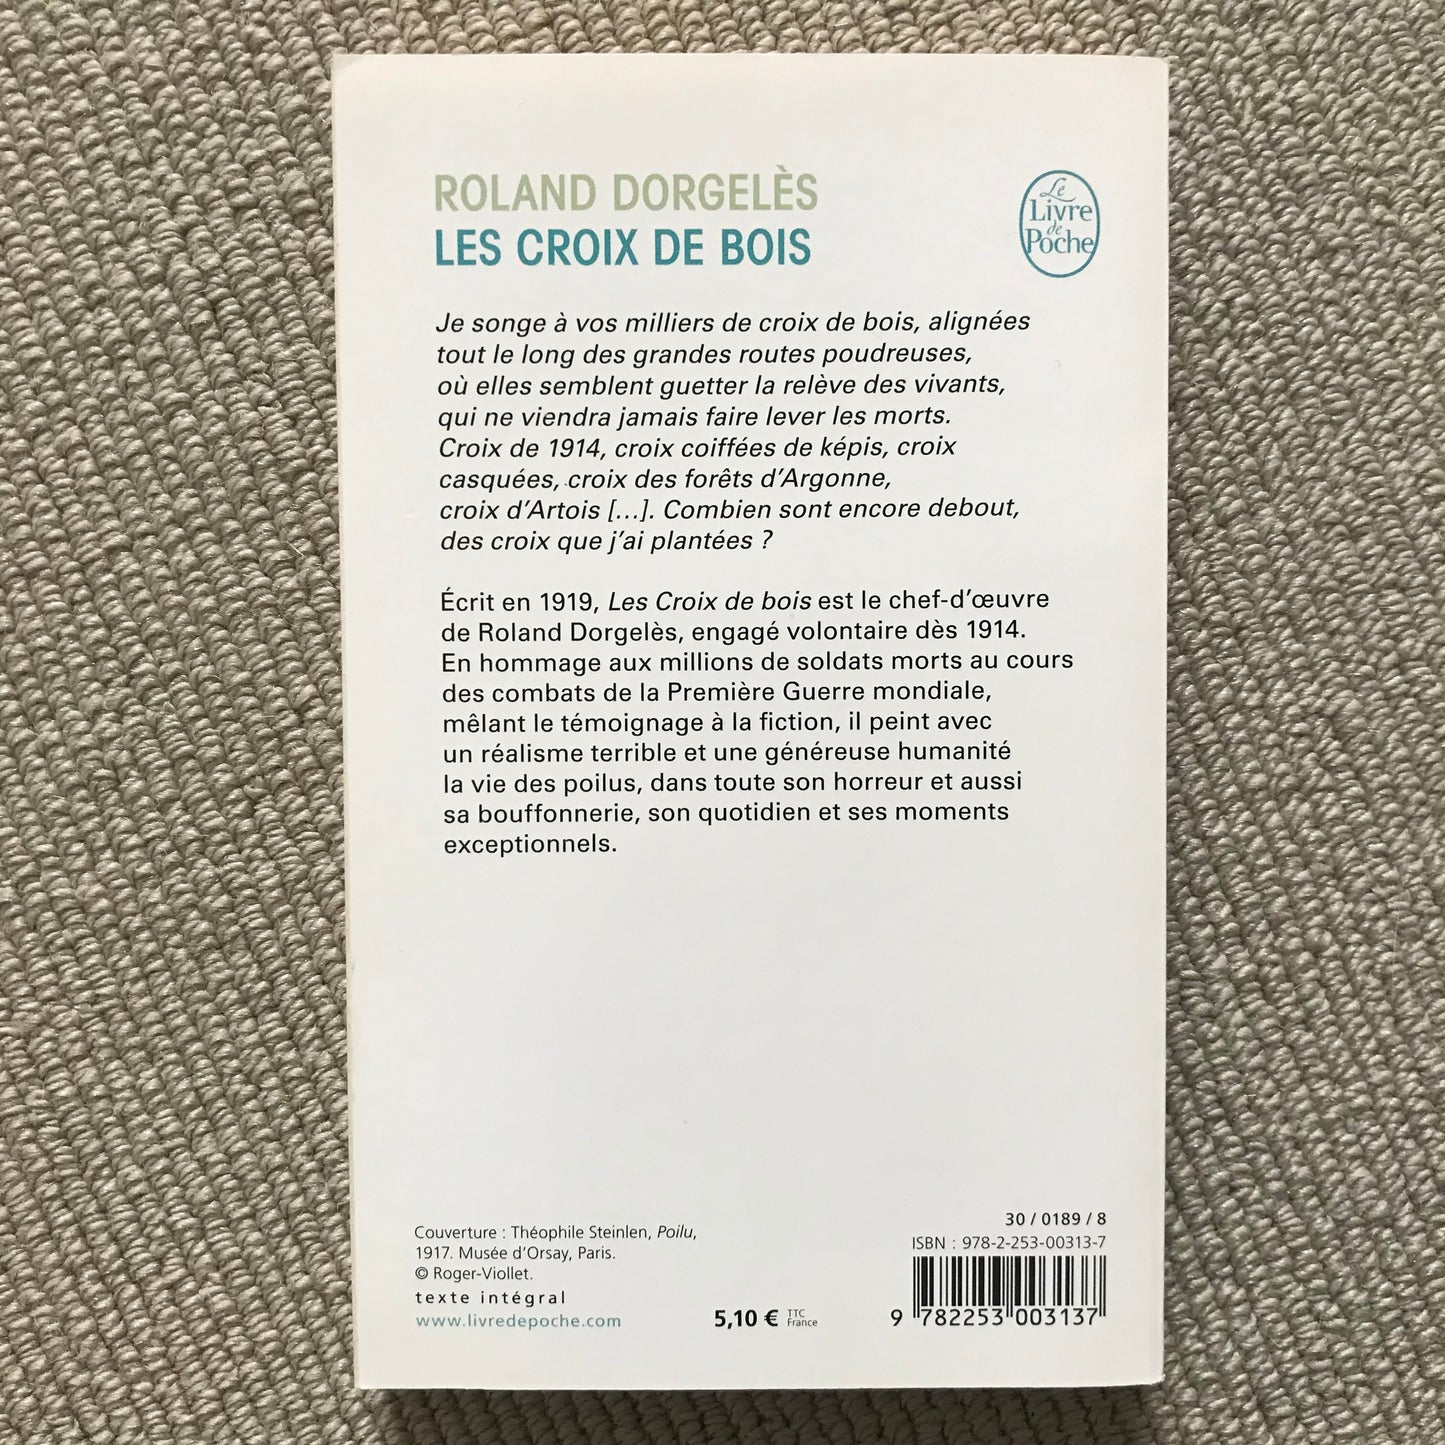 ROLAND DORGELÈS
LES CROIX DE BOIS
Le
Livre
de
Poche
Je songe à vos milliers de croix de bois, alignées
tout le long des grandes routes poudreuses,
où elles semblent guetter la relève des vivants,
qui ne viendra jamais faire lever les morts.
Croix de 1914, croix coiffées de képis, croix
casquées, croix des forêts d'Argonne,
croix d'Artois [...]. Combien sont encore debout,
des croix que j'ai plantées ?
Écrit en 1919, Les Croix de bois est le chef-d'œuvre
de Roland Dorgelès, engagé volontaire dès 1914.
En hommage aux millions de soldats morts au cours
des combats de la Première Guerre mondiale,
mêlant le témoignage à la fiction, il peint avec
un réalisme terrible et une généreuse humanité
la vie des poilus, dans toute son horreur et aussi
sa bouffonnerie, son quotidien et ses moments
exceptionnels.
Couverture : Théophile Steinlen, Poilu,
1917. Musée d'Orsay, Paris.
© Roger-Viollet.
texte intégral
www.livredepoche.com
5,10 € TTC
France
30 / 0189 / 8
ISBN : 978-2-253-00313-7
9 782253 003137